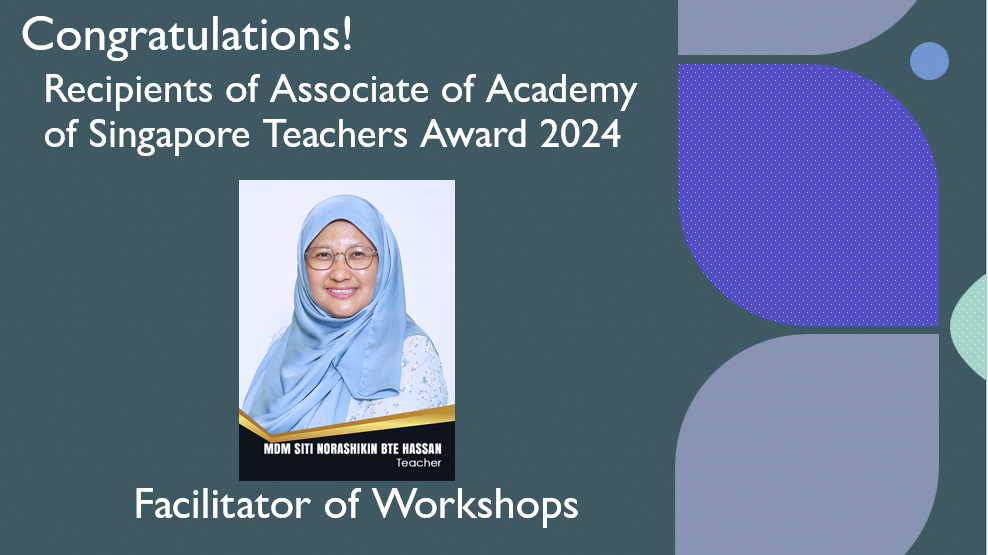 Congratulations!
Recipients of Associate of Academy
of Singapore Teachers Award 2024
MDM SITI NORASHIKIN BTE HASSAN
Teacher
Facilitator of Workshops